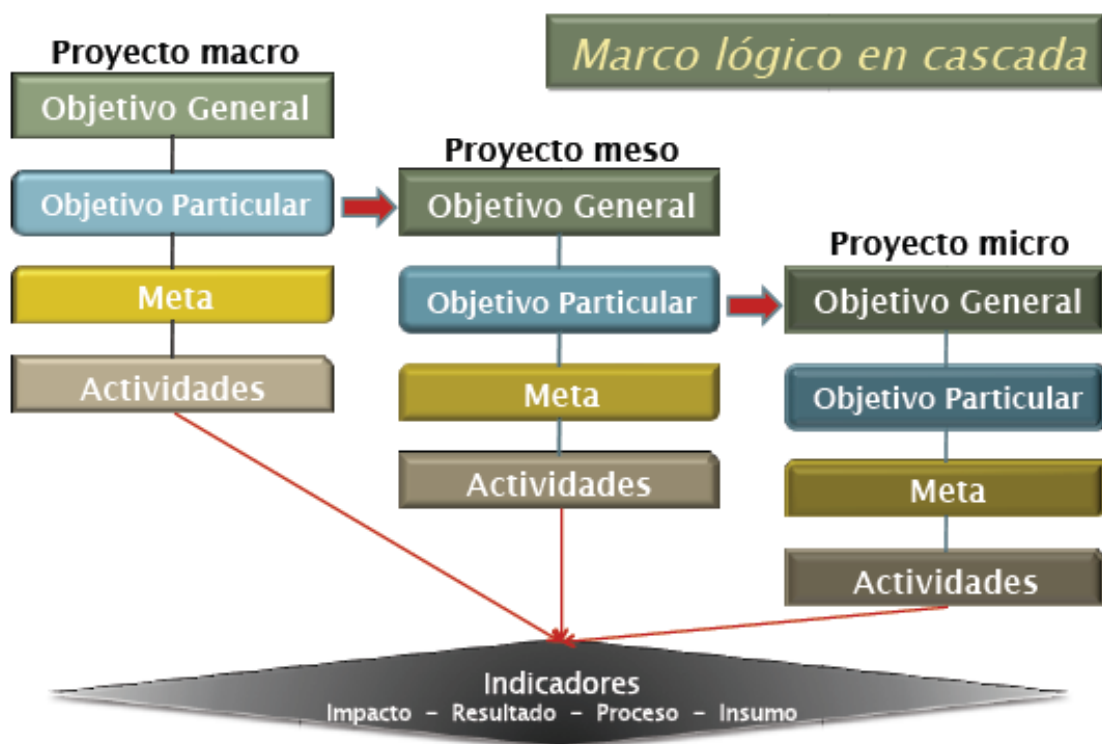 Marco lógico en cascada
Proyecto macro
Objetivo General
Objetivo Particular
Meta
Actividades
Proyecto meso
Objetivo General
Objetivo Particular
Meta
Actividades
Proyecto micro
Objetivo General
Objetivo Particular
Meta
Actividades
Indicadores
Impacto – Resultado – Proceso – Insumo